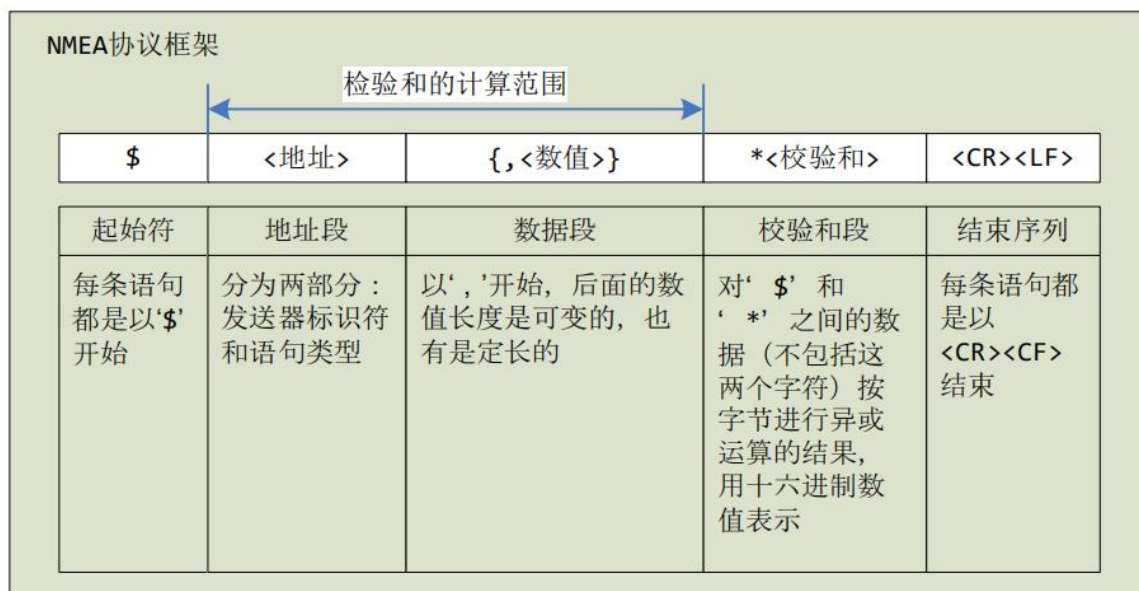 NMEA协议框架
检验和的计算范围
$ <地址> {,<数值>} *<校验和> <CR><LF>
起始符 地址段 数据段 校验和段 结束序列
每条语句
都是以‘$’
开始
分为两部分：
发送器标识符
和语句类型
以‘,’开始，后面的数
值长度是可变的，也
有是定长的
对‘ $’ 和
‘ *’ 之间的数
据（不包括这
两个字符）按
字节进行异或
运算的结果，
用十六进制数
值表示
每条语句都
是以
<CR><CF>
结束